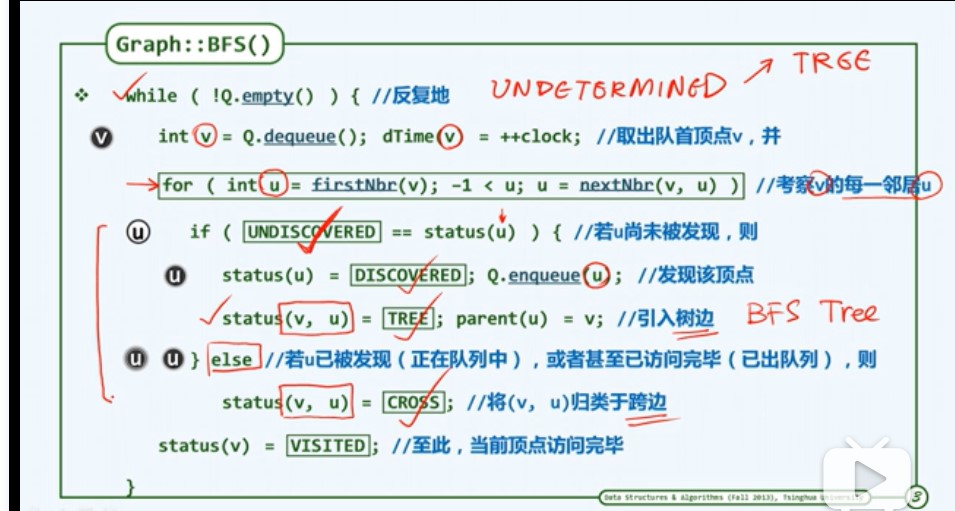 Graph::BFS()
while ( !Q.empty() ) { //反复地
UNDETERMINED
TREE
v int v = Q.dequeue(); dTime(v) = ++clock; //取出队首顶点v，并
for ( int u = firstNbr(v); -1 < u; u = nextNbr(v, u) ) //考察v的每一邻居u
u if ( UNDISCOVERED == status(u) ) { //若u尚未被发现，则
u status(u) = DISCOVERED; Q.enqueue(u); //发现该顶点
status(v, u) = TREE; parent(u) = v; //引入树边
BFS Tree
u u } else //若u已被发现（正在队列中），或者甚至已访问完毕（已出队列），则
status(v, u) = CROSS; //将(v, u)归类于跨边
status(v) = VISITED; //至此，当前顶点访问完毕
}
Data Structures & Algorithms (Fall 2013), Tsinghua University
3